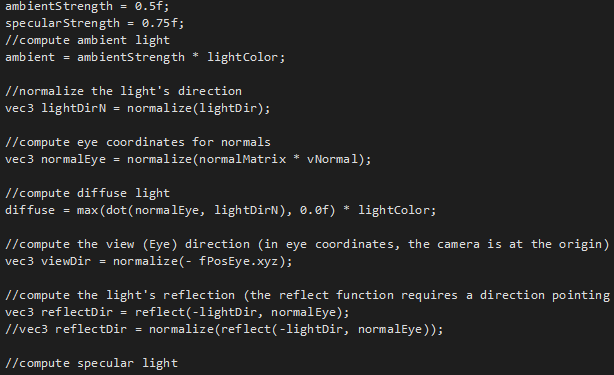 ambientStrength = 0.5f;
specularStrength = 0.75f;
//compute ambient light
ambient = ambientStrength * lightColor;
//normalize the light's direction
vec3 lightDirN = normalize(lightDir);
//compute eye coordinates for normals
vec3 normalEye = normalize(normalMatrix * vNormal);
//compute diffuse light
diffuse = max(dot(normalEye, lightDirN), 0.0f) * lightColor;
//compute the view (Eye) direction (in eye coordinates, the camera is at the origin)
vec3 viewDir = normalize(- fPosEye.xyz);
//compute the light's reflection (the reflect function requires a direction pointing
vec3 reflectDir = reflect(-lightDir, normalEye);
//vec3 reflectDir = normalize(reflect(-lightDir, normalEye));
//compute specular light